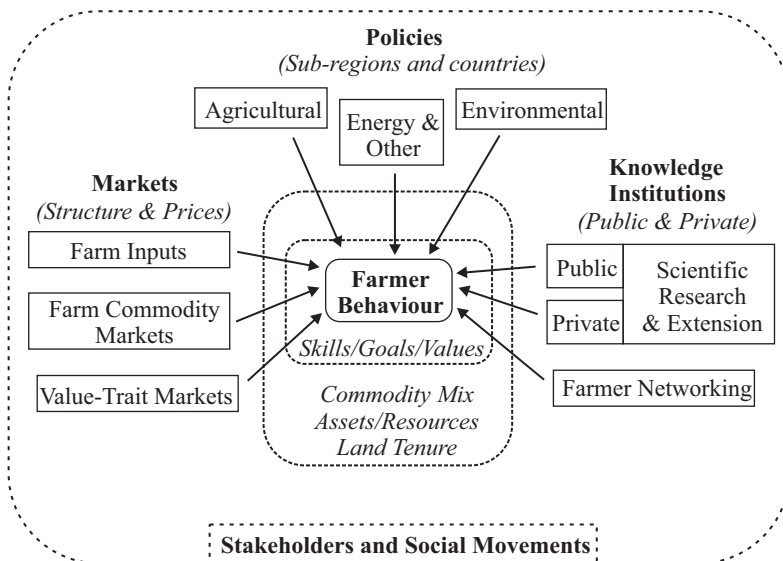 Policies
(Sub-regions and countries)
Agricultural
Energy &
Other
Environmental
Markets
(Structure & Prices)
Farm Inputs
Farm Commodity
Markets
Value-Trait Markets
Knowledge
Institutions
(Public & Private)
Public
Private
Scientific
Research
& Extension
Farmer Networking
Farmer
Behaviour
Skills/Goals/Values
Commodity Mix
Assets/Resources
Land Tenure
Stakeholders and Social Movements